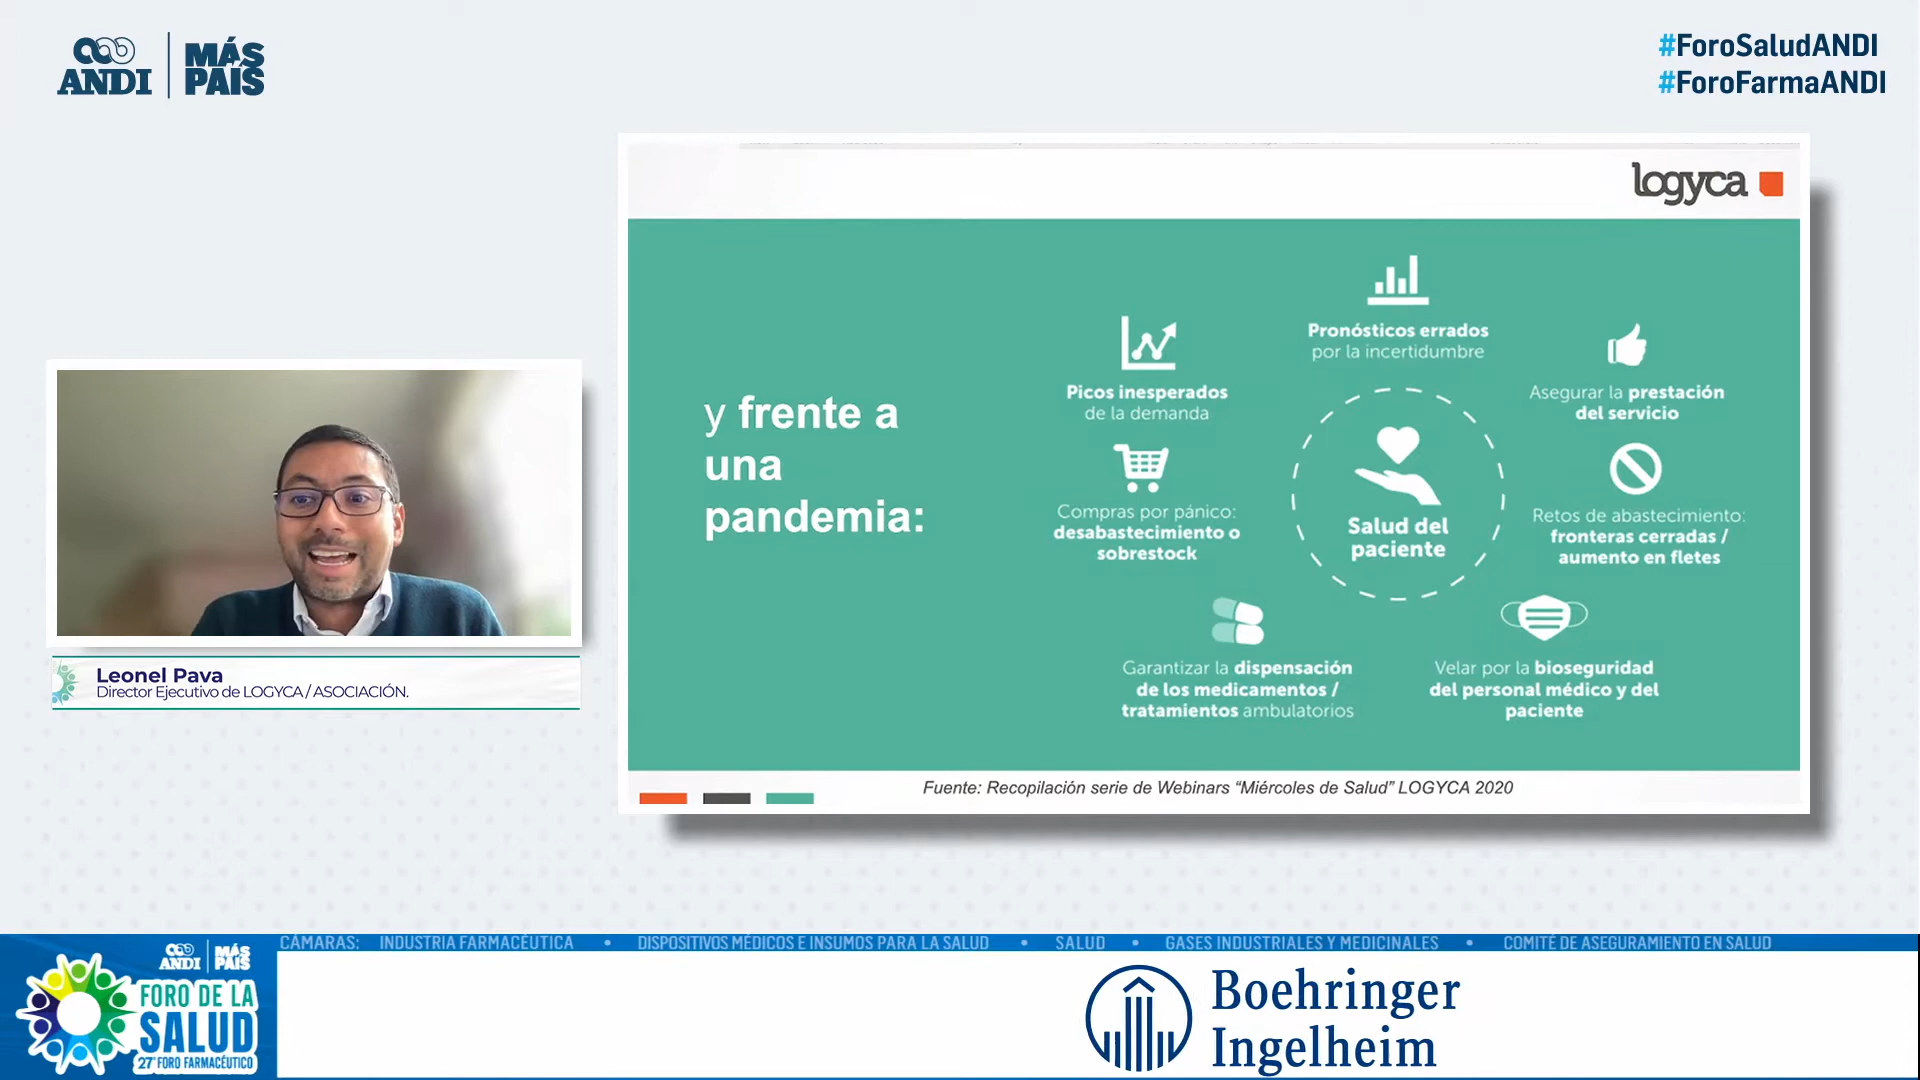 ANDI
MÁS
PAÍS
#ForoSaludANDI
#ForoFarmaANDI
logyca
y frente a
una
pandemia:
Pronósticos errados
por la incertidumbre
Picos inesperados
de la demanda
Asegurar la prestación
del servicio
Compras por pánico:
desabastecimiento o
sobrestock
Salud del
paciente
Retos de abastecimiento:
fronteras cerradas /
aumento en fletes
Garantizar la dispensación
de los medicamentos /
tratamientos ambulatorios
Velar por la bioseguridad
del personal médico y del
paciente
Fuente: Recopilación serie de Webinars “Miércoles de Salud” LOGYCA 2020
Leonel Pava
Director Ejecutivo de LOGYCA / ASOCIACIÓN.
CÁMARAS: INDUSTRIA FARMACÉUTICA • DISPOSITIVOS MÉDICOS E INSUMOS PARA LA SALUD • SALUD • GASES INDUSTRIALES Y MEDICINALES • COMITÉ DE ASEGURAMIENTO EN SALUD
ANDI
MÁS
PAÍS
FORO DE LA
SALUD
27° FORO FARMACÉUTICO
Boehringer
Ingelheim